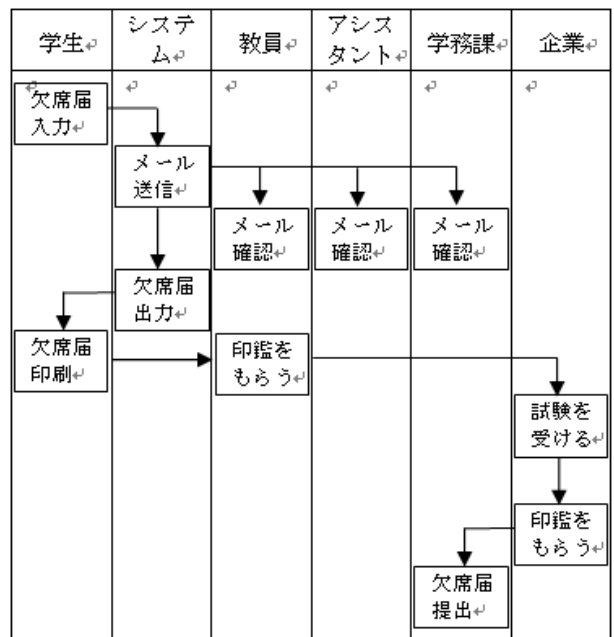 学生
システ
ム
教員
アシス
タント
学務課
企業
欠席届
入力
メール
送信
メール
確認
メール
確認
メール
確認
欠席届
出力
欠席届
印刷
印鑑を
もらう
試験を
受ける
印鑑を
もらう
欠席届
提出